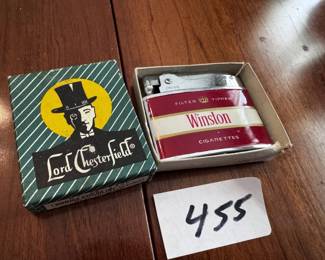 Lord Chesterfield®
FILTER TIPPED
Winston
CIGARETTES
455